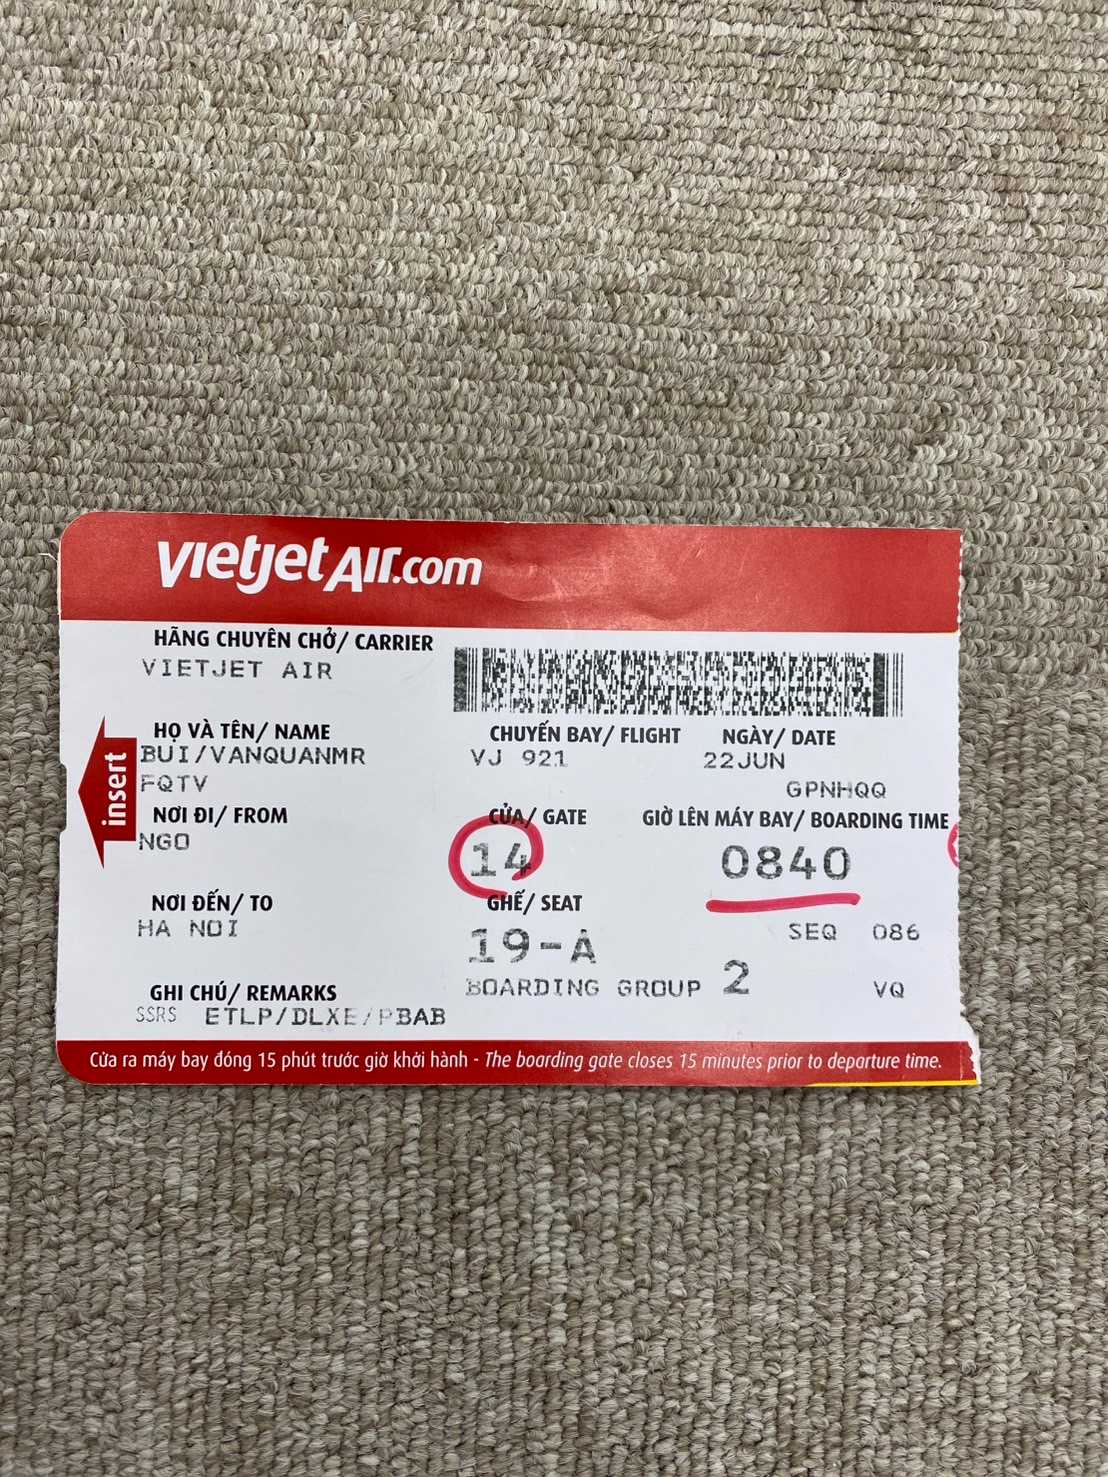 vietjetAir.com
HÃNG CHUYÊN CHỞ/ CARRIER
VIETJET AIR
HỌ VÀ TÊN/ NAME
BUI/VANQUANMR
FQTV
CHUYẾN BAY/ FLIGHT
VJ 921
NGÀY/ DATE
22JUN
GPNHQQ
insert
NƠI ĐI/ FROM
NGO
CỬA/ GATE
14
GIỜ LÊN MÁY BAY/ BOARDING TIME
0840
NƠI ĐẾN/ TO
HA NOI
GHẾ/ SEAT
19-A
SEQ 086
BOARDING GROUP 2
VQ
GHI CHÚ/ REMARKS
SSRS ETLP/DLXE/PBAB
Cửa ra máy bay đóng 15 phút trước giờ khởi hành - The boarding gate closes 15 minutes prior to departure time.